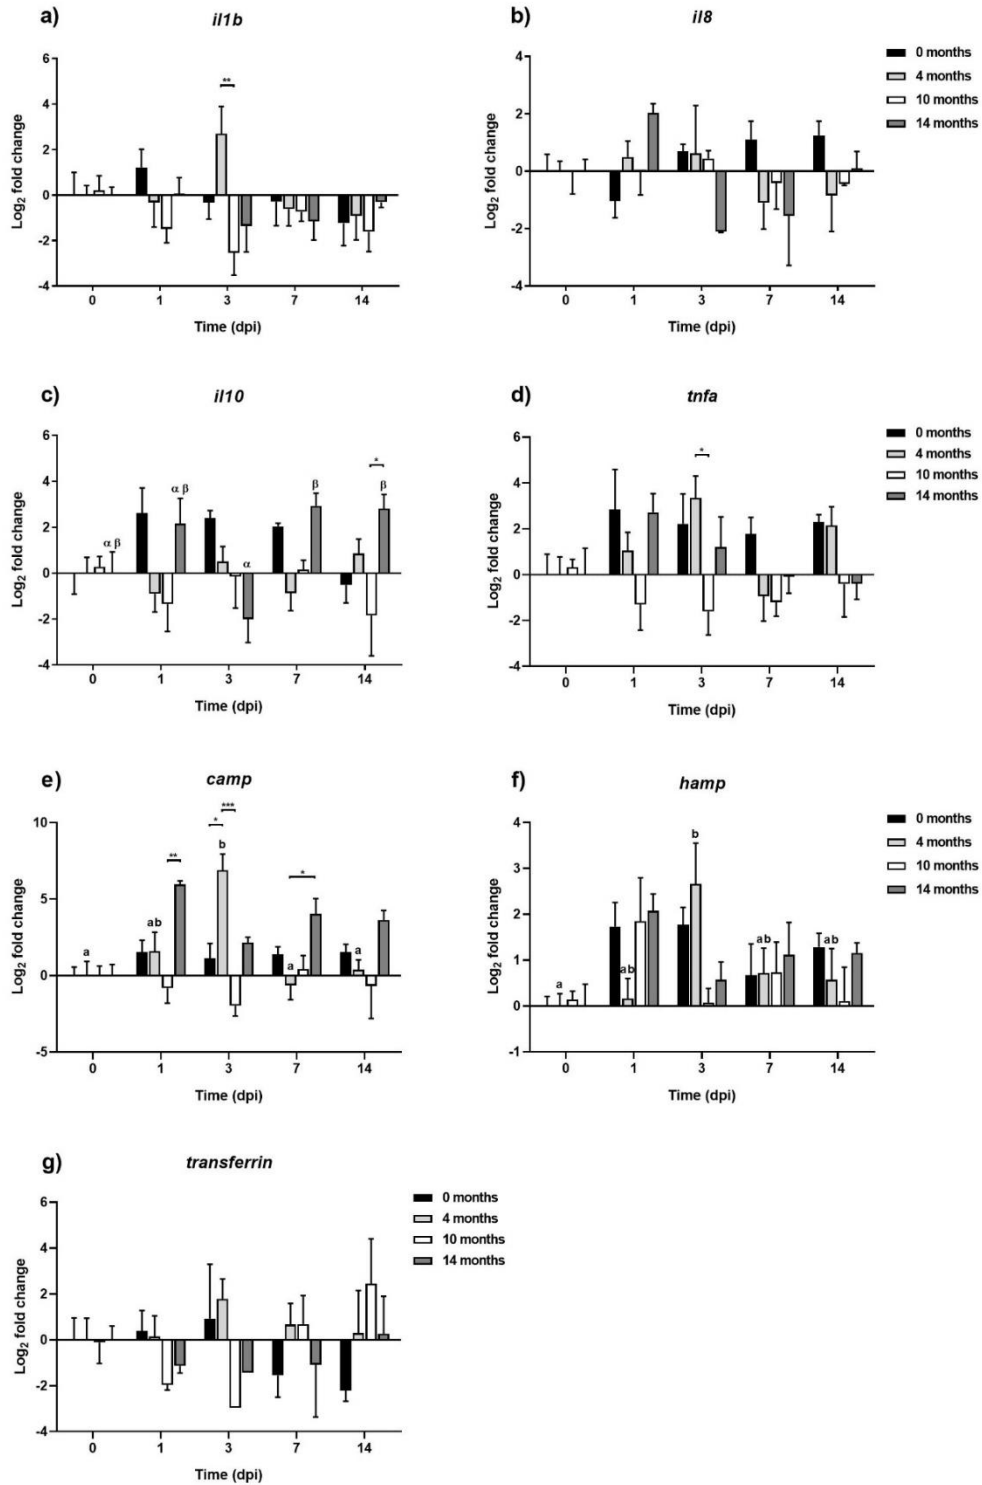 a)
il1b
6
4
2
0
-2
-4
Log2 fold change
**
0 1 3 7 14
Time (dpi)
b)
il8
4
2
0
-2
-4
Log2 fold change
0 1 3 7 14
Time (dpi)
0 months
4 months
10 months
14 months
c)
il10
6
4
2
0
-2
-4
Log2 fold change
α β
α β
α
β
*
β
0 1 3 7 14
Time (dpi)
d)
tnfa
6
4
2
0
-2
-4
Log2 fold change
*
0 1 3 7 14
Time (dpi)
0 months
4 months
10 months
14 months
e)
camp
10
5
0
-5
Log2 fold change
a
ab
**
*
***
b
a
*
a
0 1 3 7 14
Time (dpi)
f)
hamp
4
3
2
1
0
-1
Log2 fold change
a
ab
b
ab
ab
0 1 3 7 14
Time (dpi)
0 months
4 months
10 months
14 months
g)
transferrin
6
4
2
0
-2
-4
Log2 fold change
0 1 3 7 14
Time (dpi)
0 months
4 months
10 months
14 months